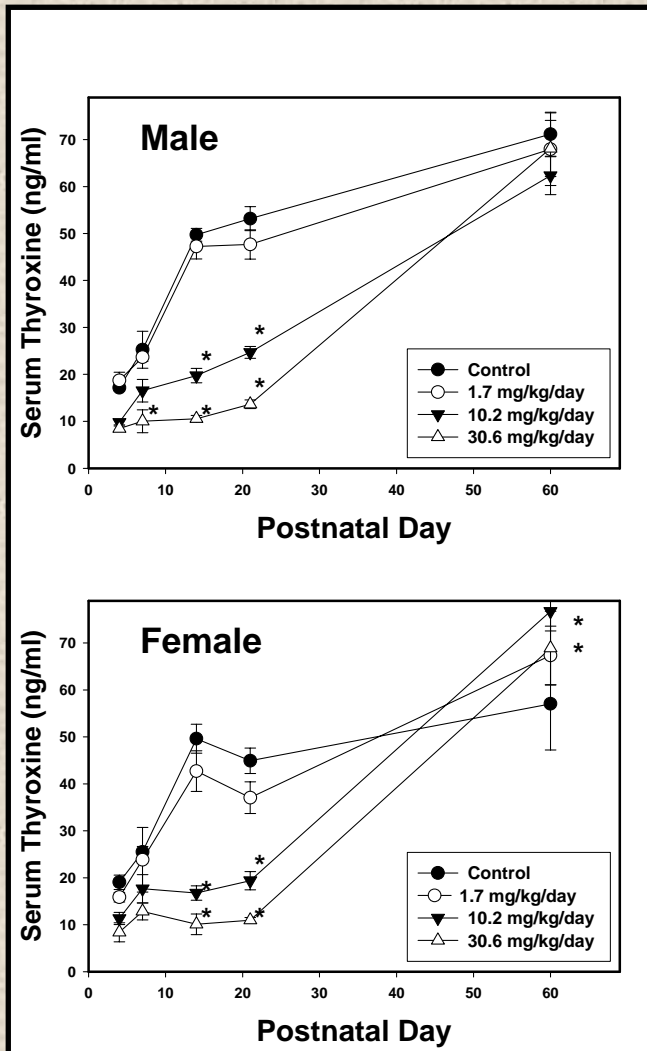 Male
Serum Thyroxine (ng/ml)
70
60
50
40
30
20
10
0
*
*
*
*
*
Control
1.7 mg/kg/day
10.2 mg/kg/day
30.6 mg/kg/day
0 10 20 30 40 50 60
Postnatal Day
Female
Serum Thyroxine (ng/ml)
70
60
50
40
30
20
10
0
*
*
*
*
*
*
Control
1.7 mg/kg/day
10.2 mg/kg/day
30.6 mg/kg/day
0 10 20 30 40 50 60
Postnatal Day